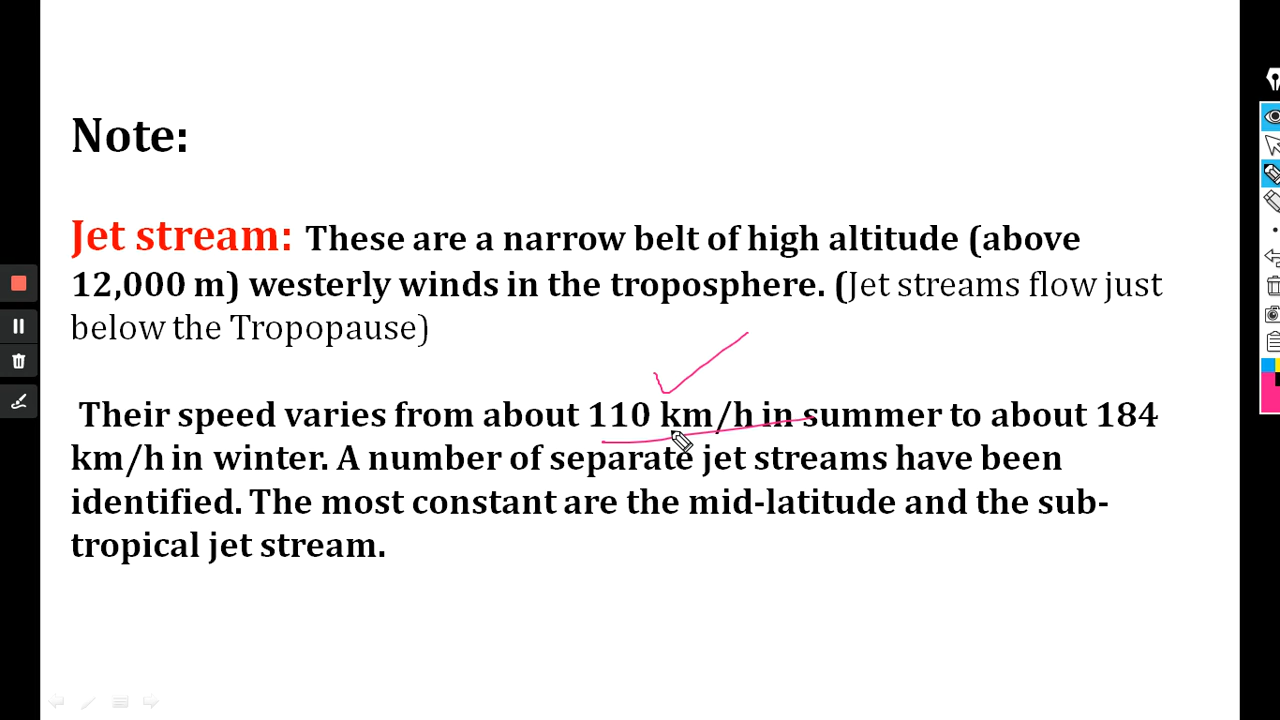 Note:
Jet stream: These are a narrow belt of high altitude (above
12,000 m) westerly winds in the troposphere. (Jet streams flow just
below the Tropopause)
Their speed varies from about 110 km/h in summer to about 184
km/h in winter. A number of separate jet streams have been
identified. The most constant are the mid-latitude and the sub-
tropical jet stream.